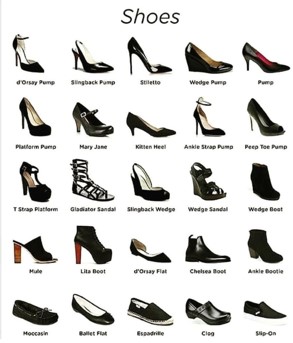 Shoes
d'Orsay Pump
Slingback Pump
Stiletto
Wedge Pump
Pump
Platform Pump
Mary Jane
Kitten Heel
Ankle Strap Pump
Peep Toe Pump
T Strap Platform
Gladiator Sandal
Slingback Wedge
Wedge Sandal
Wedge Boot
Mule
Lita Boot
d'Orsay Flat
Chelsea Boot
Ankle Bootie
Moccasin
Ballet Flat
Espadrille
Clog
Slip-On